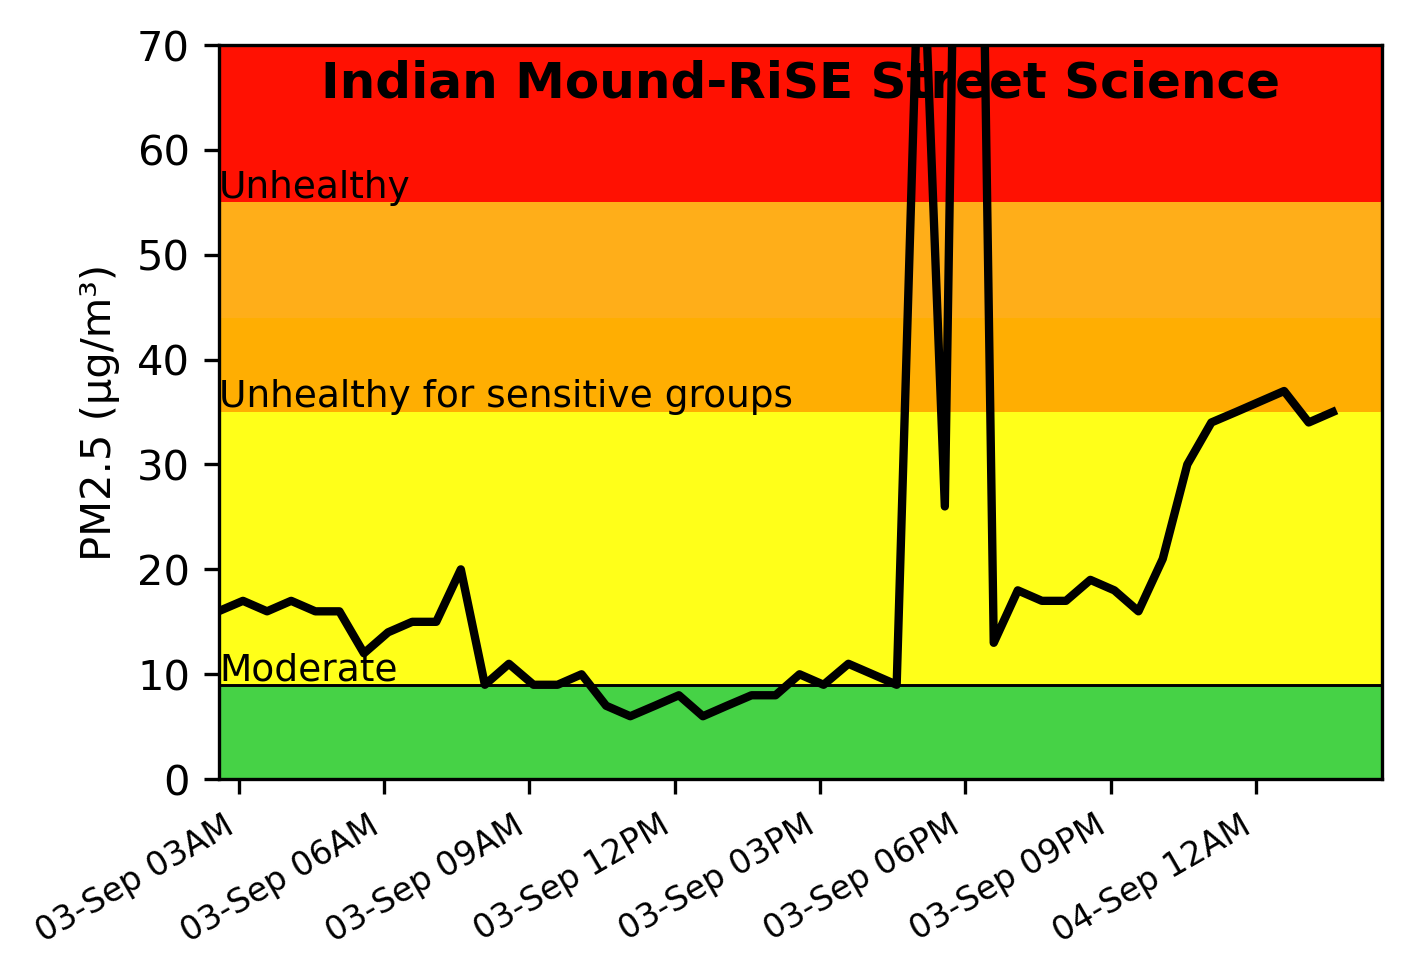 Indian Mound-RiSE Street Science
PM2.5 (µg/m³)
70
60
50
40
30
20
10
0
Unhealthy
Unhealthy for sensitive groups
Moderate
03-Sep 03AM
03-Sep 06AM
03-Sep 09AM
03-Sep 12PM
03-Sep 03PM
03-Sep 06PM
03-Sep 09PM
04-Sep 12AM